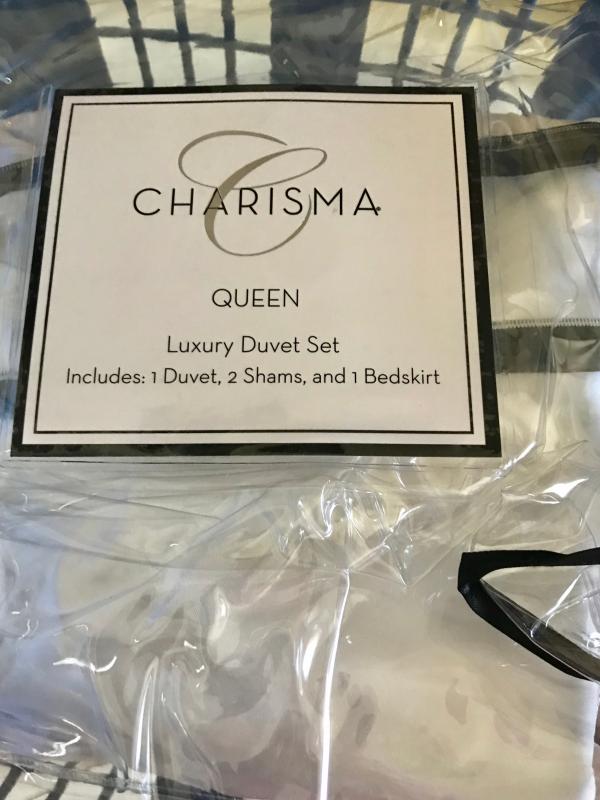 CHARISMA®
QUEEN
Luxury Duvet Set
Includes: 1 Duvet, 2 Shams, and 1 Bedskirt